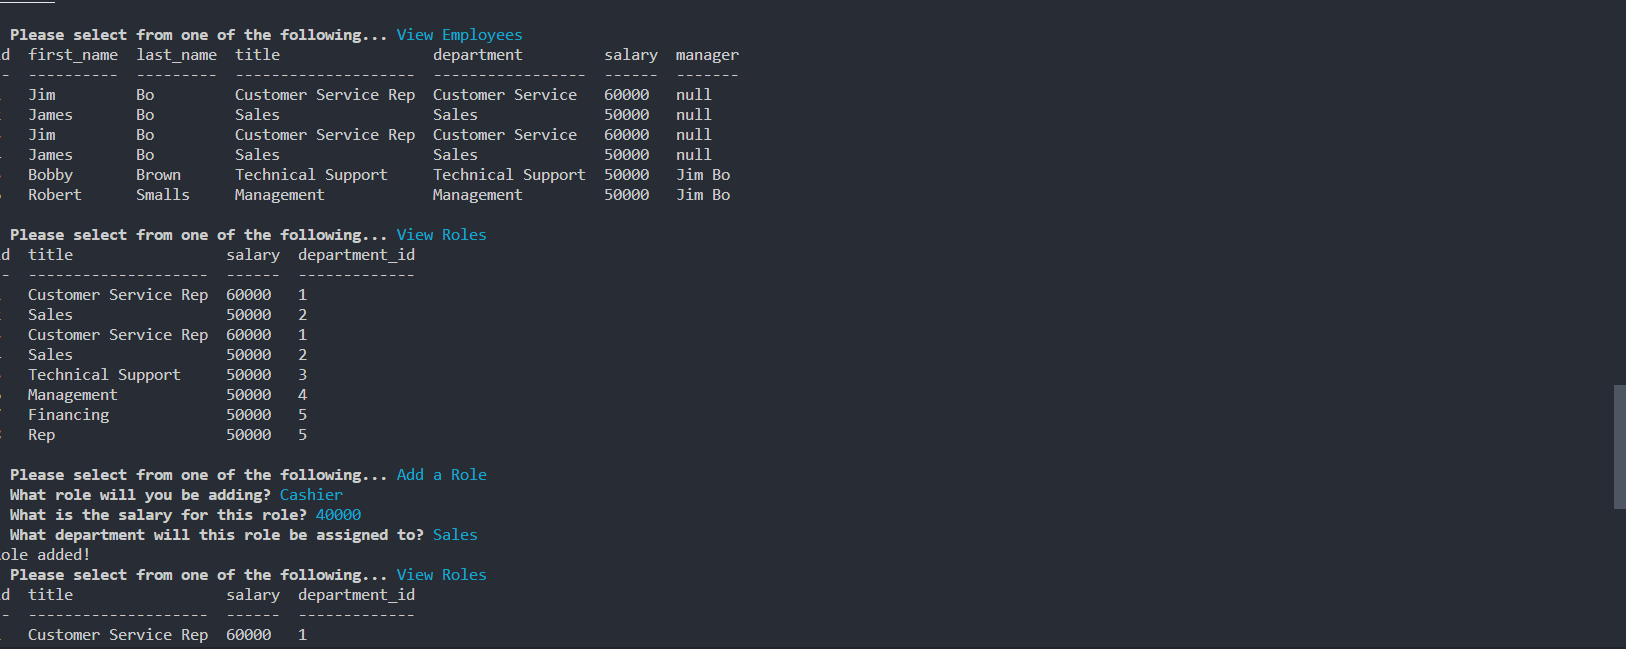 Please select from one of the following... View Employees
d first_name last_name title department salary manager
- ---------- --------- -------------------- ----------------- ------ -------
Jim Bo Customer Service Rep Customer Service 60000 null
James Bo Sales Sales 50000 null
Jim Bo Customer Service Rep Customer Service 60000 null
James Bo Sales Sales 50000 null
Bobby Brown Technical Support Technical Support 50000 Jim Bo
Robert Smalls Management Management 50000 Jim Bo
Please select from one of the following... View Roles
d title salary department_id
- -------------------- ------ -------------
Customer Service Rep 60000 1
Sales 50000 2
Customer Service Rep 60000 1
Sales 50000 2
Technical Support 50000 3
Management 50000 4
Financing 50000 5
Rep 50000 5
Please select from one of the following... Add a Role
What role will you be adding? Cashier
What is the salary for this role? 40000
What department will this role be assigned to? Sales
ole added!
Please select from one of the following... View Roles
d title salary department_id
- -------------------- ------ -------------
Customer Service Rep 60000 1